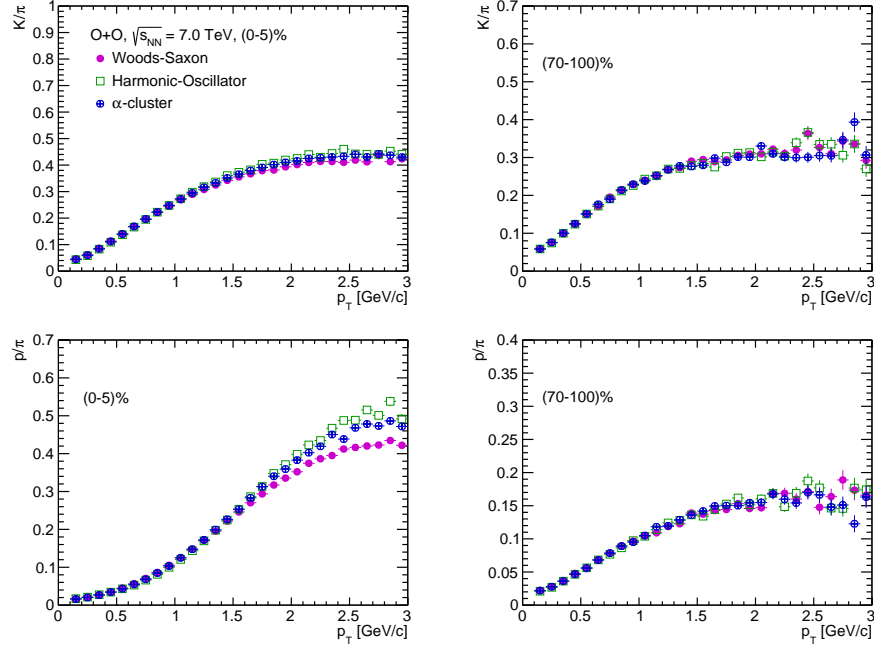 K/π
1
0.9
0.8
0.7
0.6
0.5
0.4
0.3
0.2
0.1
0
O+O, √s_NN = 7.0 TeV, (0-5)%
Woods-Saxon
Harmonic-Oscillator
α-cluster
0 0.5 1 1.5 2 2.5 3
p_T [GeV/c]
K/π
0.7
0.6
0.5
0.4
0.3
0.2
0.1
0
(70-100)%
0 0.5 1 1.5 2 2.5 3
p_T [GeV/c]
p/π
0.7
0.6
0.5
0.4
0.3
0.2
0.1
0
(0-5)%
0 0.5 1 1.5 2 2.5 3
p_T [GeV/c]
p/π
0.4
0.35
0.3
0.25
0.2
0.15
0.1
0.05
0
(70-100)%
0 0.5 1 1.5 2 2.5 3
p_T [GeV/c]